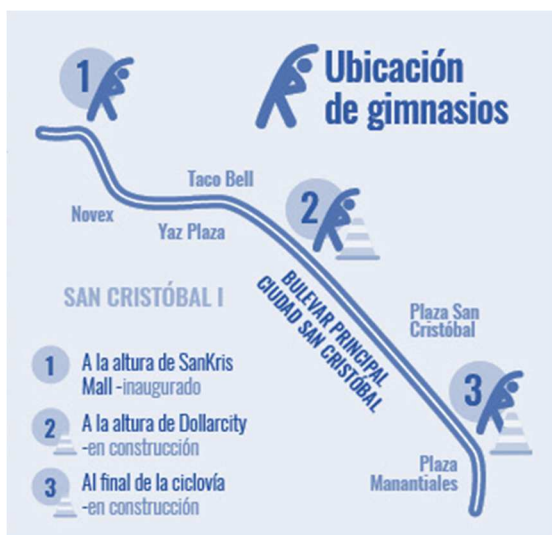 Ubicación
de gimnasios
1
Taco Bell
Novex
Yaz Plaza
2
BULEVAR PRINCIPAL
CIUDAD SAN CRISTÓBAL
Plaza San
Cristóbal
3
Plaza
Manantiales
SAN CRISTÓBAL I
1 A la altura de SanKris
Mall -inaugurado
2 A la altura de Dollarcity
-en construcción
3 Al final de la ciclovía
-en construcción